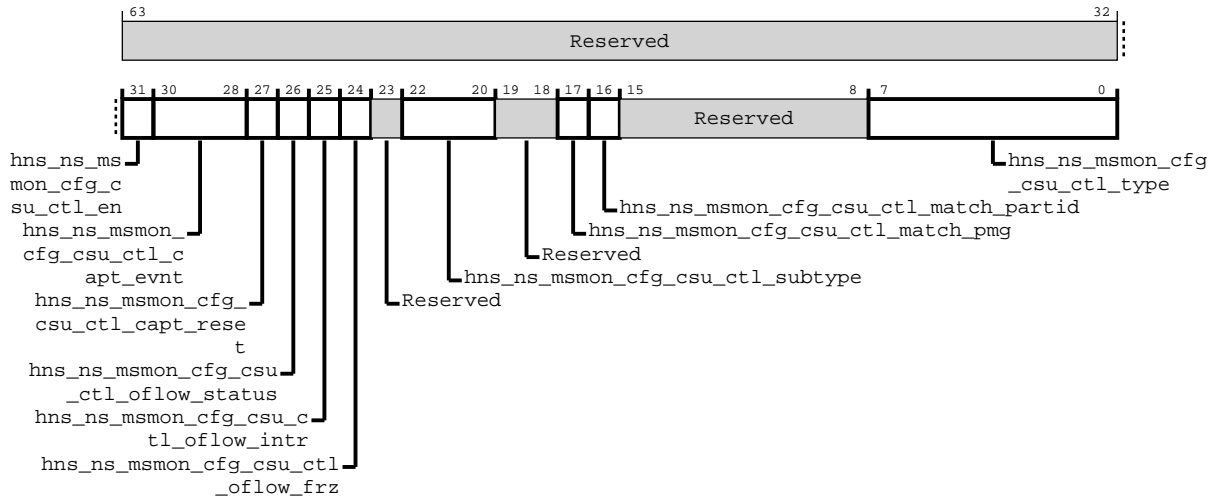 63 32
Reserved
31 30 28 27 26 25 24 23 22 20 19 18 17 16 15 8 7 0
Reserved
hns_ns_ms
mon_cfg_c
su_ctl_en
hns_ns_msmon_cfg
_csu_ctl_type
hns_ns_msmon_cfg_csu_ctl_match_partid
hns_ns_msmon_cfg_csu_ctl_match_pmg
hns_ns_msmon_
cfg_csu_ctl_c
apt_evnt
Reserved
hns_ns_msmon_cfg_csu_ctl_subtype
Reserved
hns_ns_msmon_cfg_
csu_ctl_capt_rese
t
hns_ns_msmon_cfg_csu
_ctl_oflow_status
hns_ns_msmon_cfg_csu_c
tl_oflow_intr
hns_ns_msmon_cfg_csu_ctl
_oflow_frz